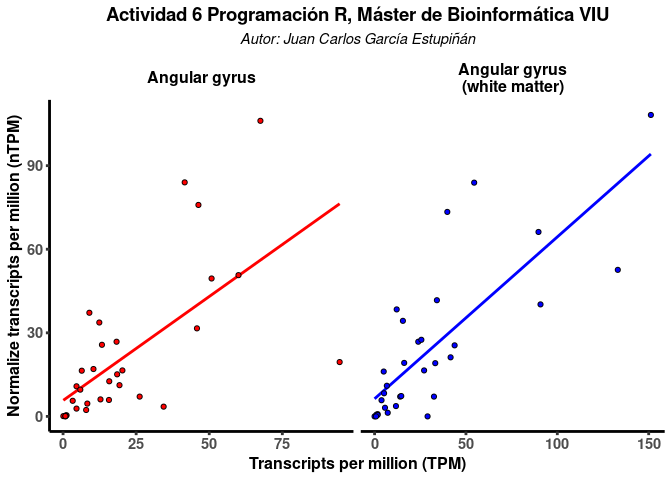 Actividad 6 Programación R, Máster de Bioinformática VIU
Autor: Juan Carlos García Estupiñán
Angular gyrus
Angular gyrus
(white matter)
Normalize transcripts per million (nTPM)
90
60
30
0
0 25 50 75
0 50 100 150
Transcripts per million (TPM)